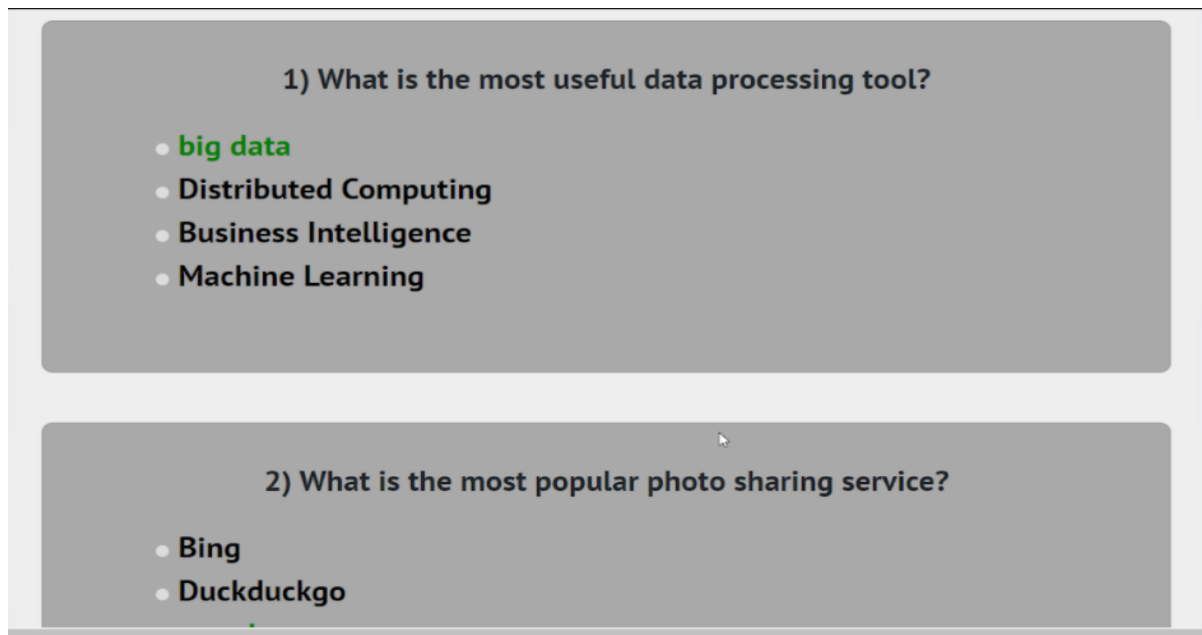 1) What is the most useful data processing tool?
big data
Distributed Computing
Business Intelligence
Machine Learning
2) What is the most popular photo sharing service?
Bing
Duckduckgo